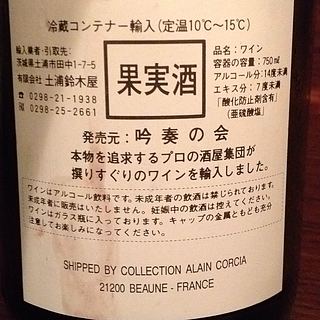 冷蔵コンテナー輸入(定温10℃〜15℃)
輸入業者・引取先:
茨城県土浦市田中1-7-5
有限会社 土浦鈴木屋
☎ 0298-21-1938
FAX 0298-25-2661
果実酒
品名:ワイン
容器の容量:750㎖
アルコール分:14度未満
エキス分:7度未満
「酸化防止剤含有」
(亜硫酸塩)
発売元:吟奏の会
本物を追求するプロの酒屋集団が
撰りすぐりのワインを輸入しました。
ワインはアルコール飲料です。未成年者の飲酒は禁じられております。
未成年者に販売はいたしません。妊娠中の飲酒は控えてください。
ワインはガラス瓶に入っております。キャップの金属ともども充分
注意してお楽しみになってください。
SHIPPED BY COLLECTION ALAIN CORCIA
21200 BEAUNE - FRANCE